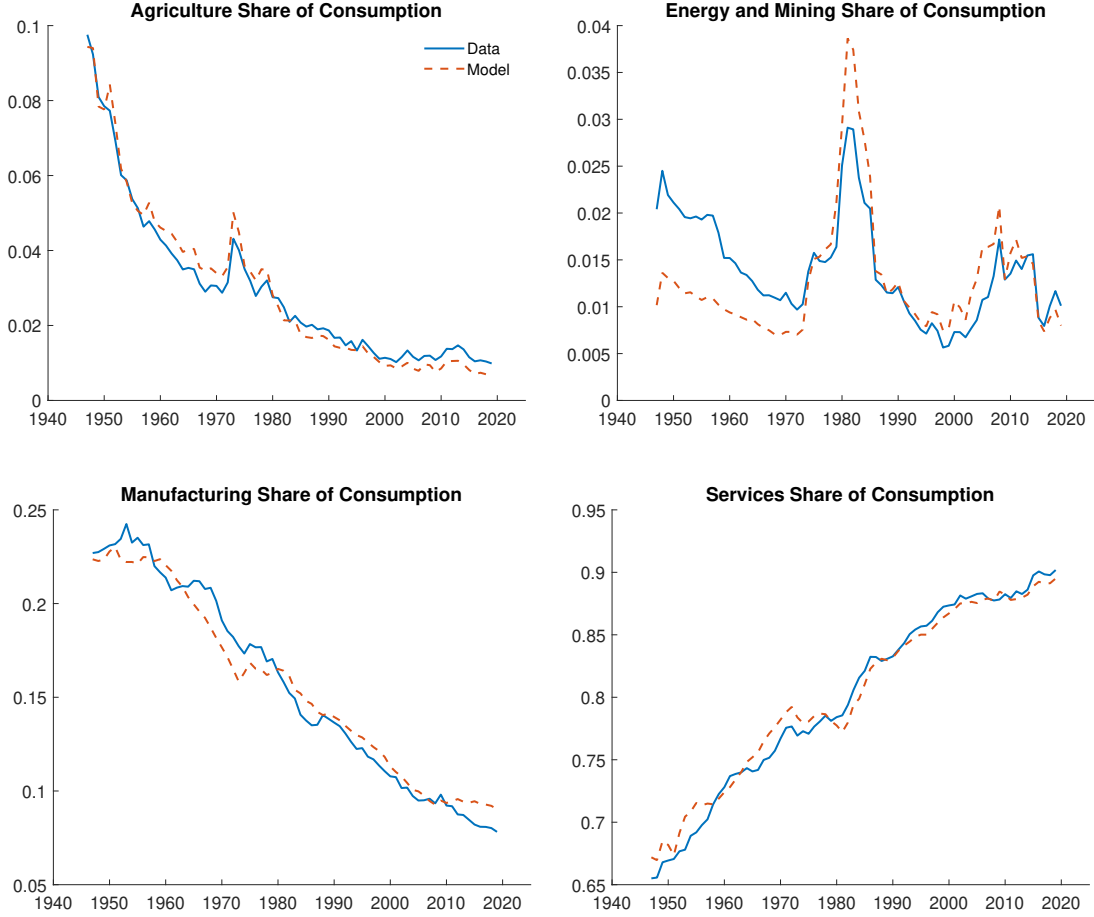 Agriculture Share of Consumption
0.1
0.08
0.06
0.04
0.02
0
1940 1950 1960 1970 1980 1990 2000 2010 2020
Data
Model
Energy and Mining Share of Consumption
0.04
0.035
0.03
0.025
0.02
0.015
0.01
0.005
0
1940 1950 1960 1970 1980 1990 2000 2010 2020
Manufacturing Share of Consumption
0.25
0.2
0.15
0.1
0.05
1940 1950 1960 1970 1980 1990 2000 2010 2020
Services Share of Consumption
0.95
0.9
0.85
0.8
0.75
0.7
0.65
1940 1950 1960 1970 1980 1990 2000 2010 2020